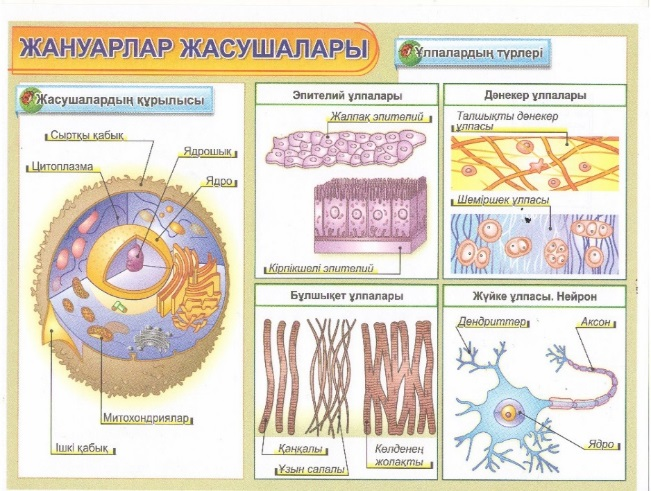 ЖАНУАРЛАР ЖАСУШАЛАРЫ
Ұлпалардың түрлері
Жасушалардың құрылысы
Сыртқы қабық
Цитоплазма
Ядрошық
Ядро
Митохондриялар
Ішкі қабық
Эпителий ұлпалары
Жалпақ эпителий
Кірпікшелі эпителий
Дәнекер ұлпалары
Талшықты дәнекер
ұлпасы
Шеміршек ұлпасы
Бұлшықет ұлпалары
Қаңқалы
Ұзын салалы
Көлденең
жолақты
Жүйке ұлпасы. Нейрон
Дендриттер
Аксон
Ядро